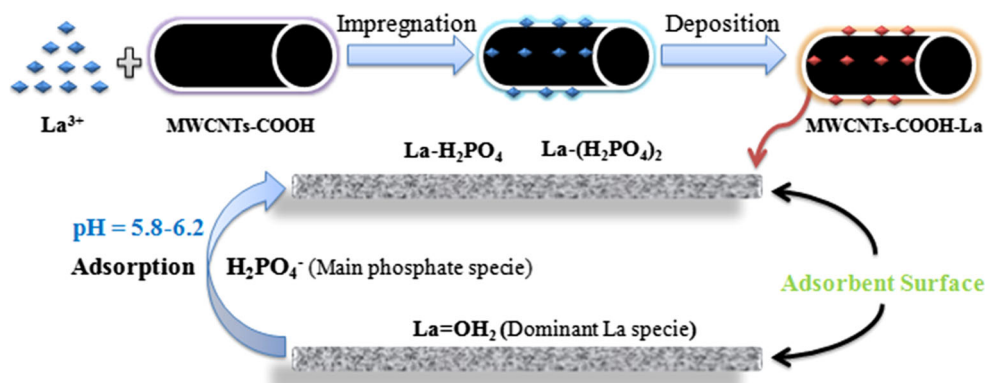 Impregnation
Deposition
La³⁺
MWCNTs-COOH
MWCNTs-COOH-La
La-H₂PO₄
La-(H₂PO₄)₂
pH = 5.8-6.2
Adsorption
H₂PO₄⁻ (Main phosphate specie)
Adsorbent Surface
La=OH₂ (Dominant La specie)